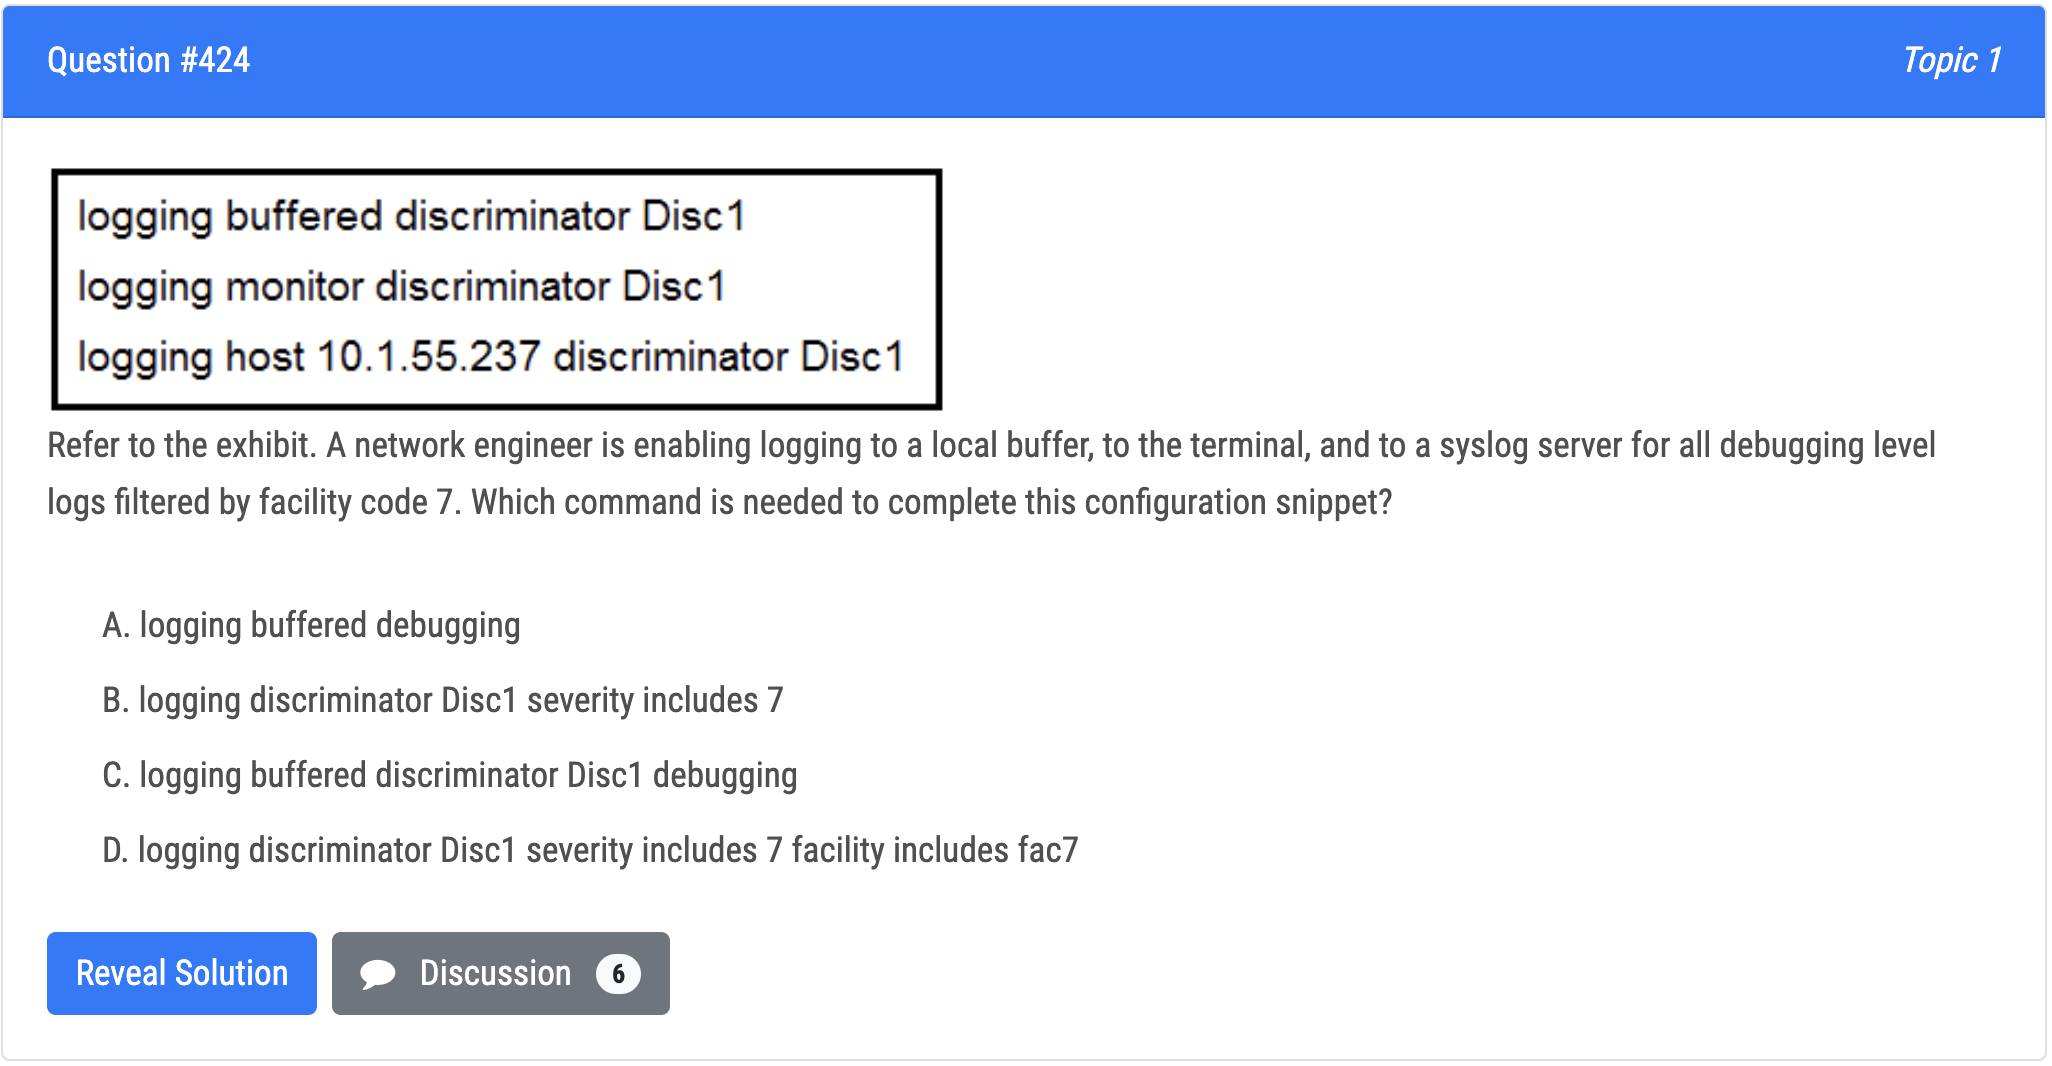 Question #424
Topic 1
logging buffered discriminator Disc1
logging monitor discriminator Disc1
logging host 10.1.55.237 discriminator Disc1
Refer to the exhibit. A network engineer is enabling logging to a local buffer, to the terminal, and to a syslog server for all debugging level
logs filtered by facility code 7. Which command is needed to complete this configuration snippet?
A. logging buffered debugging
B. logging discriminator Disc1 severity includes 7
C. logging buffered discriminator Disc1 debugging
D. logging discriminator Disc1 severity includes 7 facility includes fac7
Reveal Solution
Discussion 6